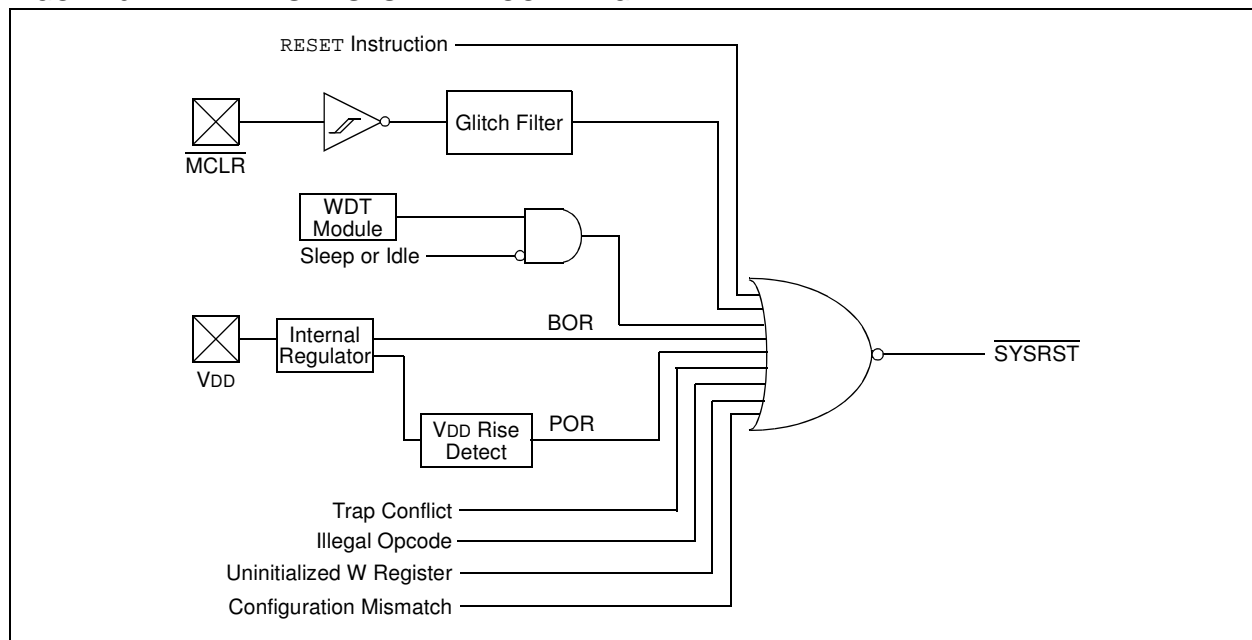 RESET Instruction
MCLR
Glitch Filter
WDT
Module
Sleep or Idle
VDD
Internal
Regulator
BOR
VDD Rise
Detect
POR
SYSRST
Trap Conflict
Illegal Opcode
Uninitialized W Register
Configuration Mismatch